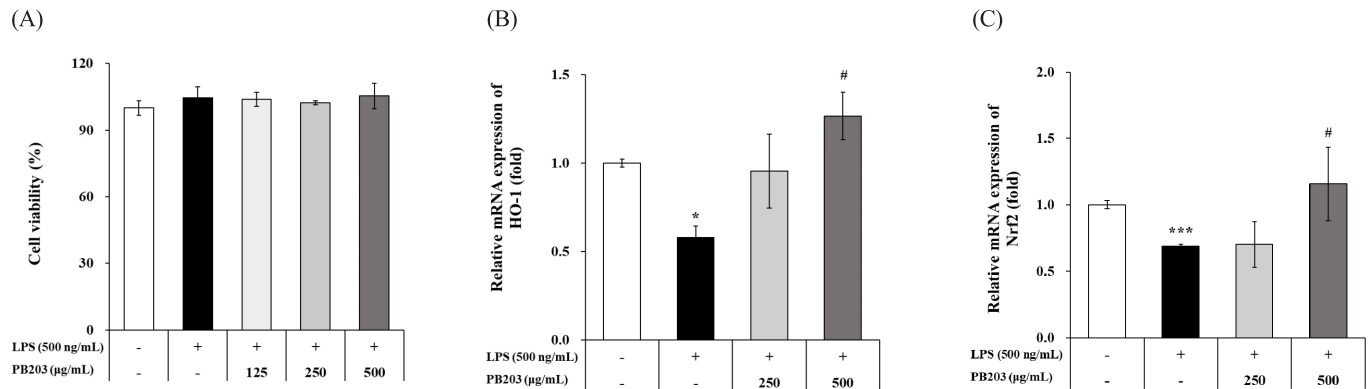 (A)
120
90
60
30
0
Cell viability (%)
LPS (500 ng/mL) - + + + +
PB203 (μg/mL) - - 125 250 500
(B)
1.5
1.0
0.5
0.0
Relative mRNA expression of
HO-1 (fold)
*
#
LPS (500 ng/mL) - + + +
PB203 (μg/mL) - - 250 500
(C)
2.0
1.5
1.0
0.5
0.0
Relative mRNA expression of
Nrf2 (fold)
***
#
LPS (500 ng/mL) - + + +
PB203 (μg/mL) - - 250 500